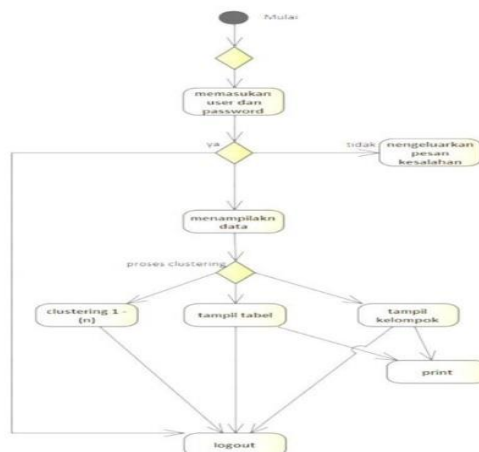 Mulai
memasukan
user dan
password
ya
tidak
nengeluarkan
pesan
kesalahan
menampilakn
data
proses clustering
clustering 1 -
(n)
tampil tabel
tampil
kelompok
print
logout